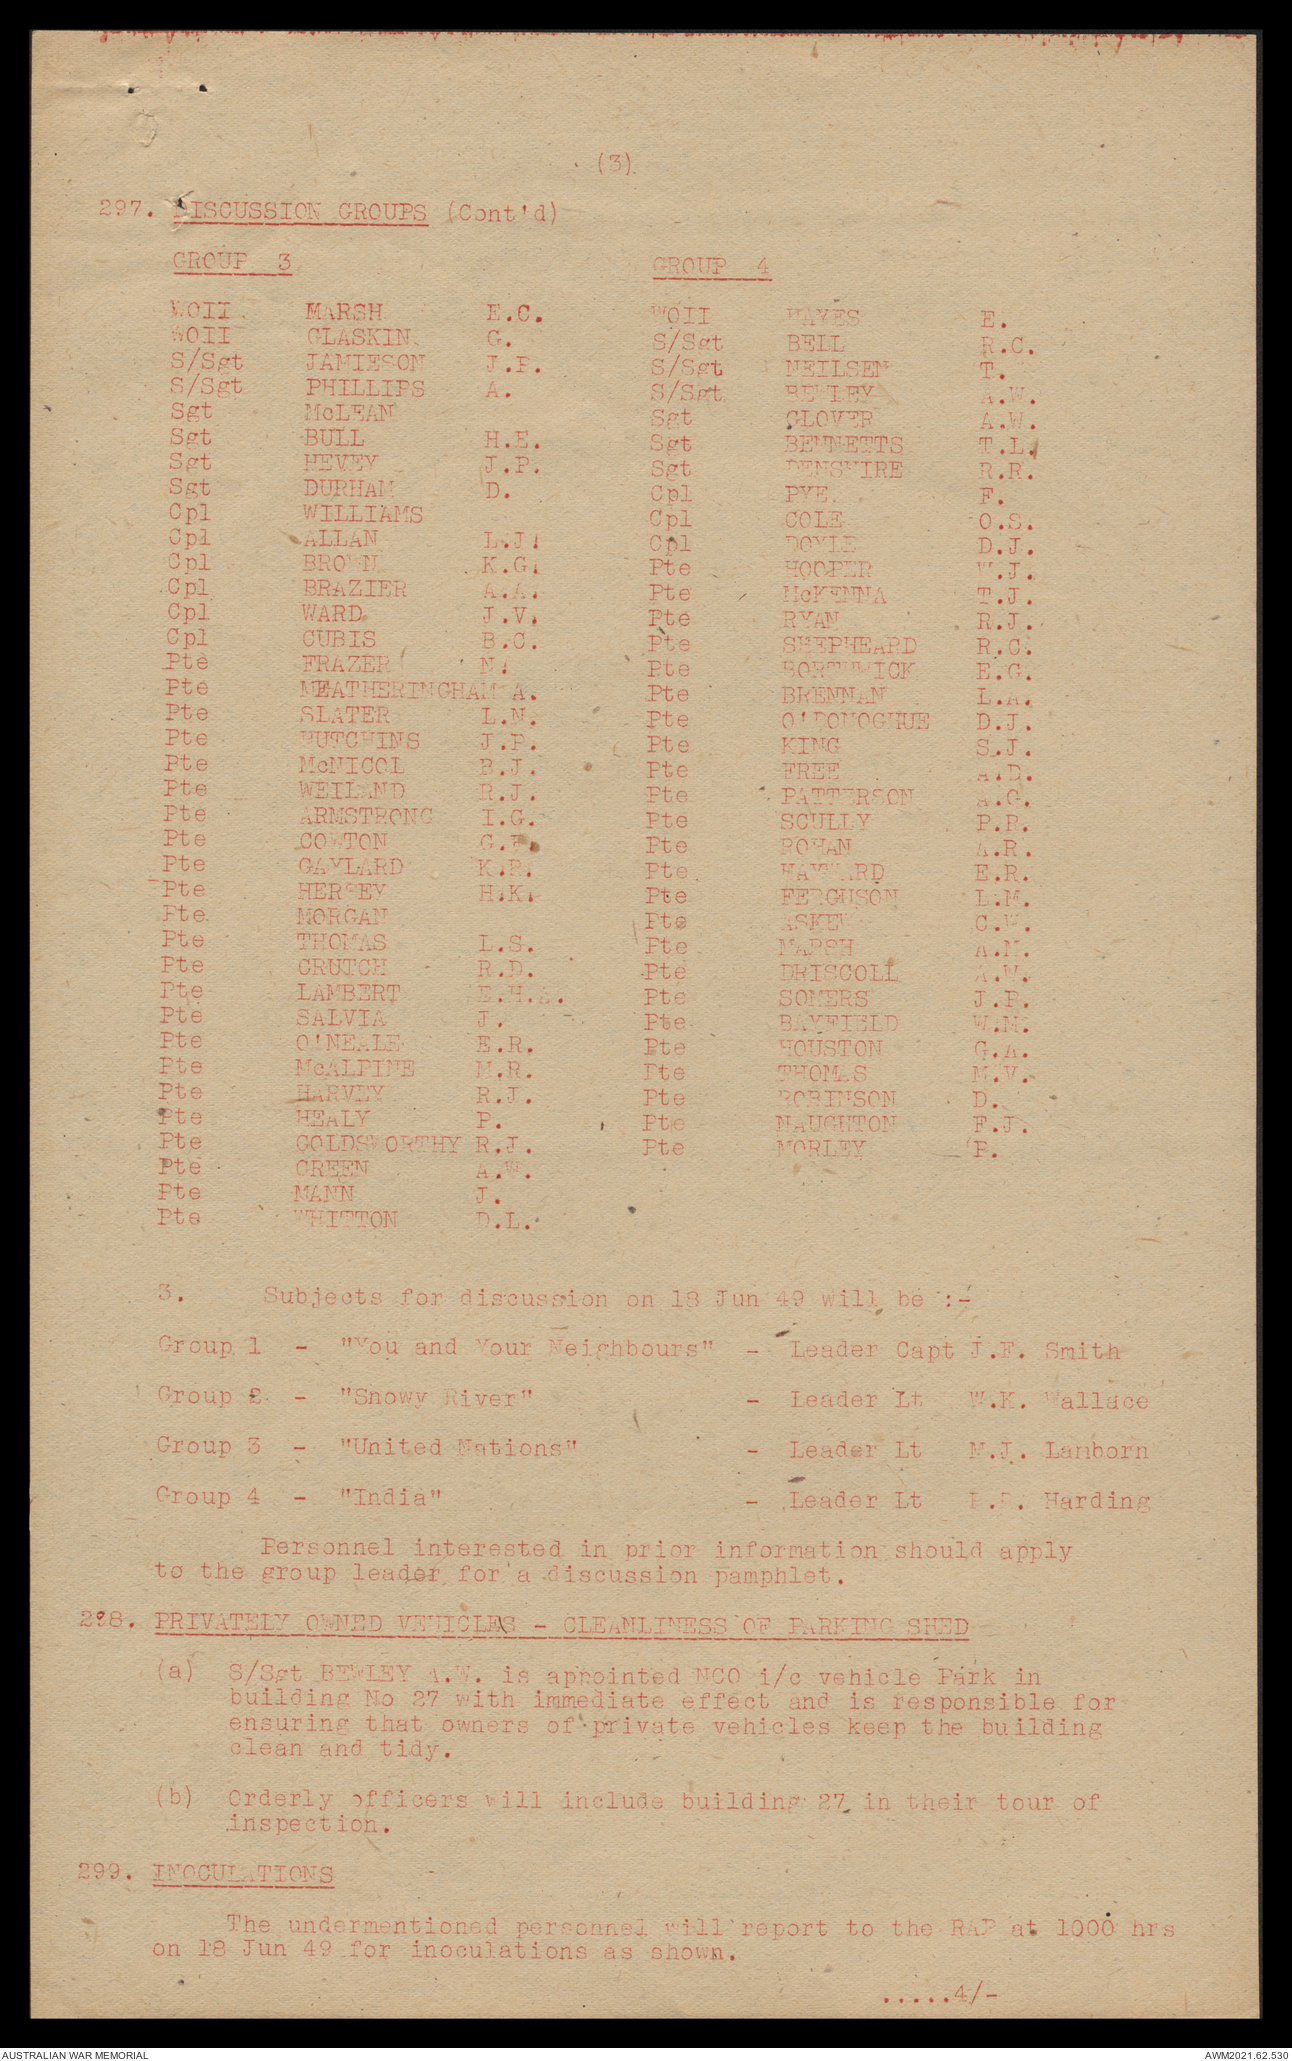 (3)
297. DISCUSSION GROUPS (Cont'd)
GROUP 3 GROUP 4
WOII MARSH E.C. WOII HAYES E.
WOII GLASKIN G. S/Sgt BELL R.C.
S/Sgt JAMIESON J.P. S/Sgt NEILSEN T.
S/Sgt PHILLIPS A. S/Sgt BEWLEY A.W.
Sgt McLEAN Sgt GLOVER A.W.
Sgt BULL H.E. Sgt BENNETTS T.L.
Sgt HEVEY J.P. Sgt DENSHIRE R.R.
Sgt DURHAM D. Cpl PYE F.
Cpl WILLIAMS Cpl COLE O.S.
Cpl ALLAN L.J. Cpl DOYLE D.J.
Cpl BROWN K.G. Pte HOOPER W.J.
Cpl BRAZIER A.A. Pte McKENNA T.J.
Cpl WARD J.V. Pte RYAN R.J.
Cpl CUBIS B.C. Pte SHEPHEARD R.C.
Pte FRAZER N. Pte BORTHWICK E.G.
Pte MEATHERINGHAM A. Pte BRENNAN L.A.
Pte SLATER L.N. Pte O'DONOGHUE D.J.
Pte HUTCHINS J.P. Pte KING S.J.
Pte McNICOL B.J. Pte FREE A.D.
Pte WEILAND R.J. Pte PATTERSON A.G.
Pte ARMSTRONG I.G. Pte SCULLY P.R.
Pte COWTON G.F. Pte ROWAN A.R.
Pte GAYLARD K.R. Pte HAYWARD E.R.
Pte HERSEY H.K. Pte FERGUSON L.M.
Pte MORGAN Pte ASKEW C.W.
Pte THOMAS L.S. Pte MARSH A.M.
Pte CRUTCH R.D. Pte DRISCOLL A.W.
Pte LAMBERT E.H. Pte SOMERS J.R.
Pte SALVIA J. Pte BAYFIELD W.M.
Pte O'NEALE E.R. Pte HOUSTON G.A.
Pte McALPINE M.R. Pte THOMAS M.V.
Pte HARVEY R.J. Pte ROBINSON D.
Pte HEALY P. Pte NAUGHTON F.J.
Pte GOLDSWORTHY R.J. Pte MORLEY P.
Pte GREEN A.W.
Pte MANN J.
Pte WHITTON D.L.
3. Subjects for discussion on 18 Jun 49 will be :-
Group 1 - "You and Your Neighbours" - Leader Capt J.F. Smith
Group 2 - "Snowy River" - Leader Lt W.K. Wallace
Group 3 - "United Nations" - Leader Lt M.J. Lamborn
Group 4 - "India" - Leader Lt Harding
Personnel interested in prior information should apply
to the group leader for a discussion pamphlet.
298. PRIVATELY OWNED VEHICLES - CLEANLINESS OF PARKING SHED
(a) S/Sgt BEWLEY A.W. is appointed NCO i/c vehicle Park in
building No 27 with immediate effect and is responsible for
ensuring that owners of private vehicles keep the building
clean and tidy.
(b) Orderly officers will include building 27 in their tour of
inspection.
299. INOCULATIONS
The undermentioned personnel will report to the RAP at 1000 hrs
on 18 Jun 49 for inoculations as shown.
.....4/-
AUSTRALIAN WAR MEMORIAL AWM2021.62.530